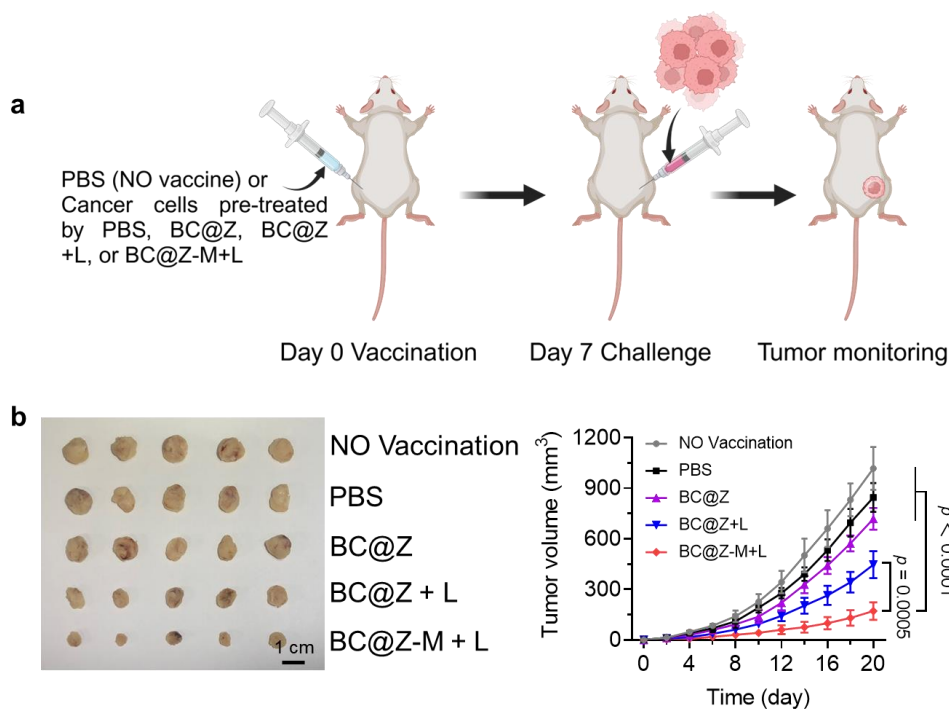 a
PBS (NO vaccine) or
Cancer cells pre-treated
by PBS, BC@Z, BC@Z
+L, or BC@Z-M+L
Day 0 Vaccination
Day 7 Challenge
Tumor monitoring
b
NO Vaccination
PBS
BC@Z
BC@Z + L
BC@Z-M + L
1 cm
Tumor volume (mm³)
1200
900
600
300
0
NO Vaccination
PBS
BC@Z
BC@Z+L
BC@Z-M+L
0 4 8 12 16 20
Time (day)
p = 0.0005
p < 0.0001